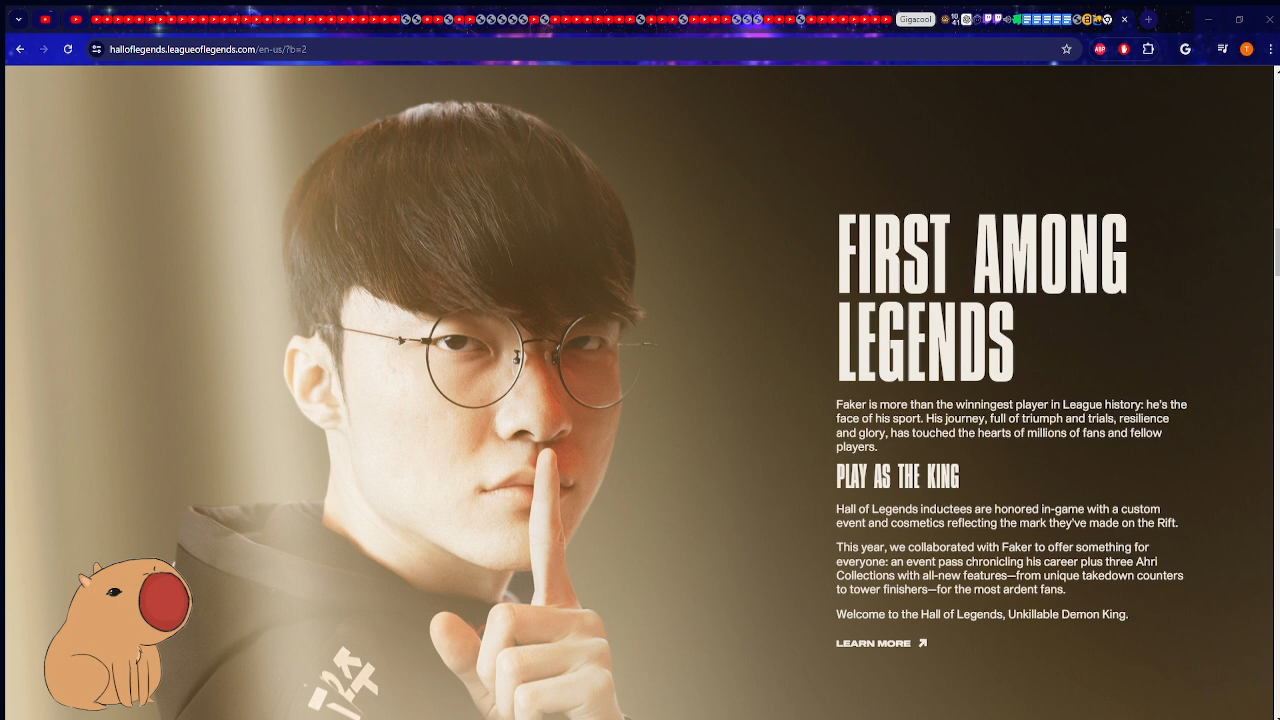 Gigacool
halloflegends.leagueoflegends.com/en-us/?b=2
ABP
G
T
FIRST AMONG
LEGENDS
Faker is more than the winningest player in League history: he's the
face of his sport. His journey, full of triumph and trials, resilience
and glory, has touched the hearts of millions of fans and fellow
players.
PLAY AS THE KING
Hall of Legends inductees are honored in-game with a custom
event and cosmetics reflecting the mark they've made on the Rift.
This year, we collaborated with Faker to offer something for
everyone: an event pass chronicling his career plus three Ahri
Collections with all-new features—from unique takedown counters
to tower finishers—for the most ardent fans.
Welcome to the Hall of Legends, Unkillable Demon King.
LEARN MORE